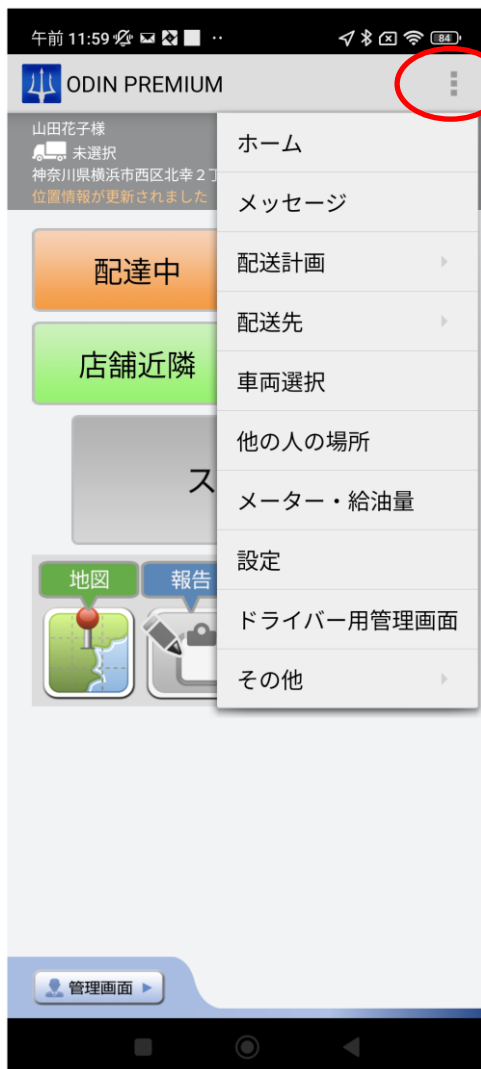 午前 11:59
84
ODIN PREMIUM
山田花子様
未選択
神奈川県横浜市西区北幸2丁
位置情報が更新されました
配達中
店舗近隣
ス
地図
報告
ホーム
メッセージ
配送計画
配送先
車両選択
他の人の場所
メーター・給油量
設定
ドライバー用管理画面
その他
管理画面